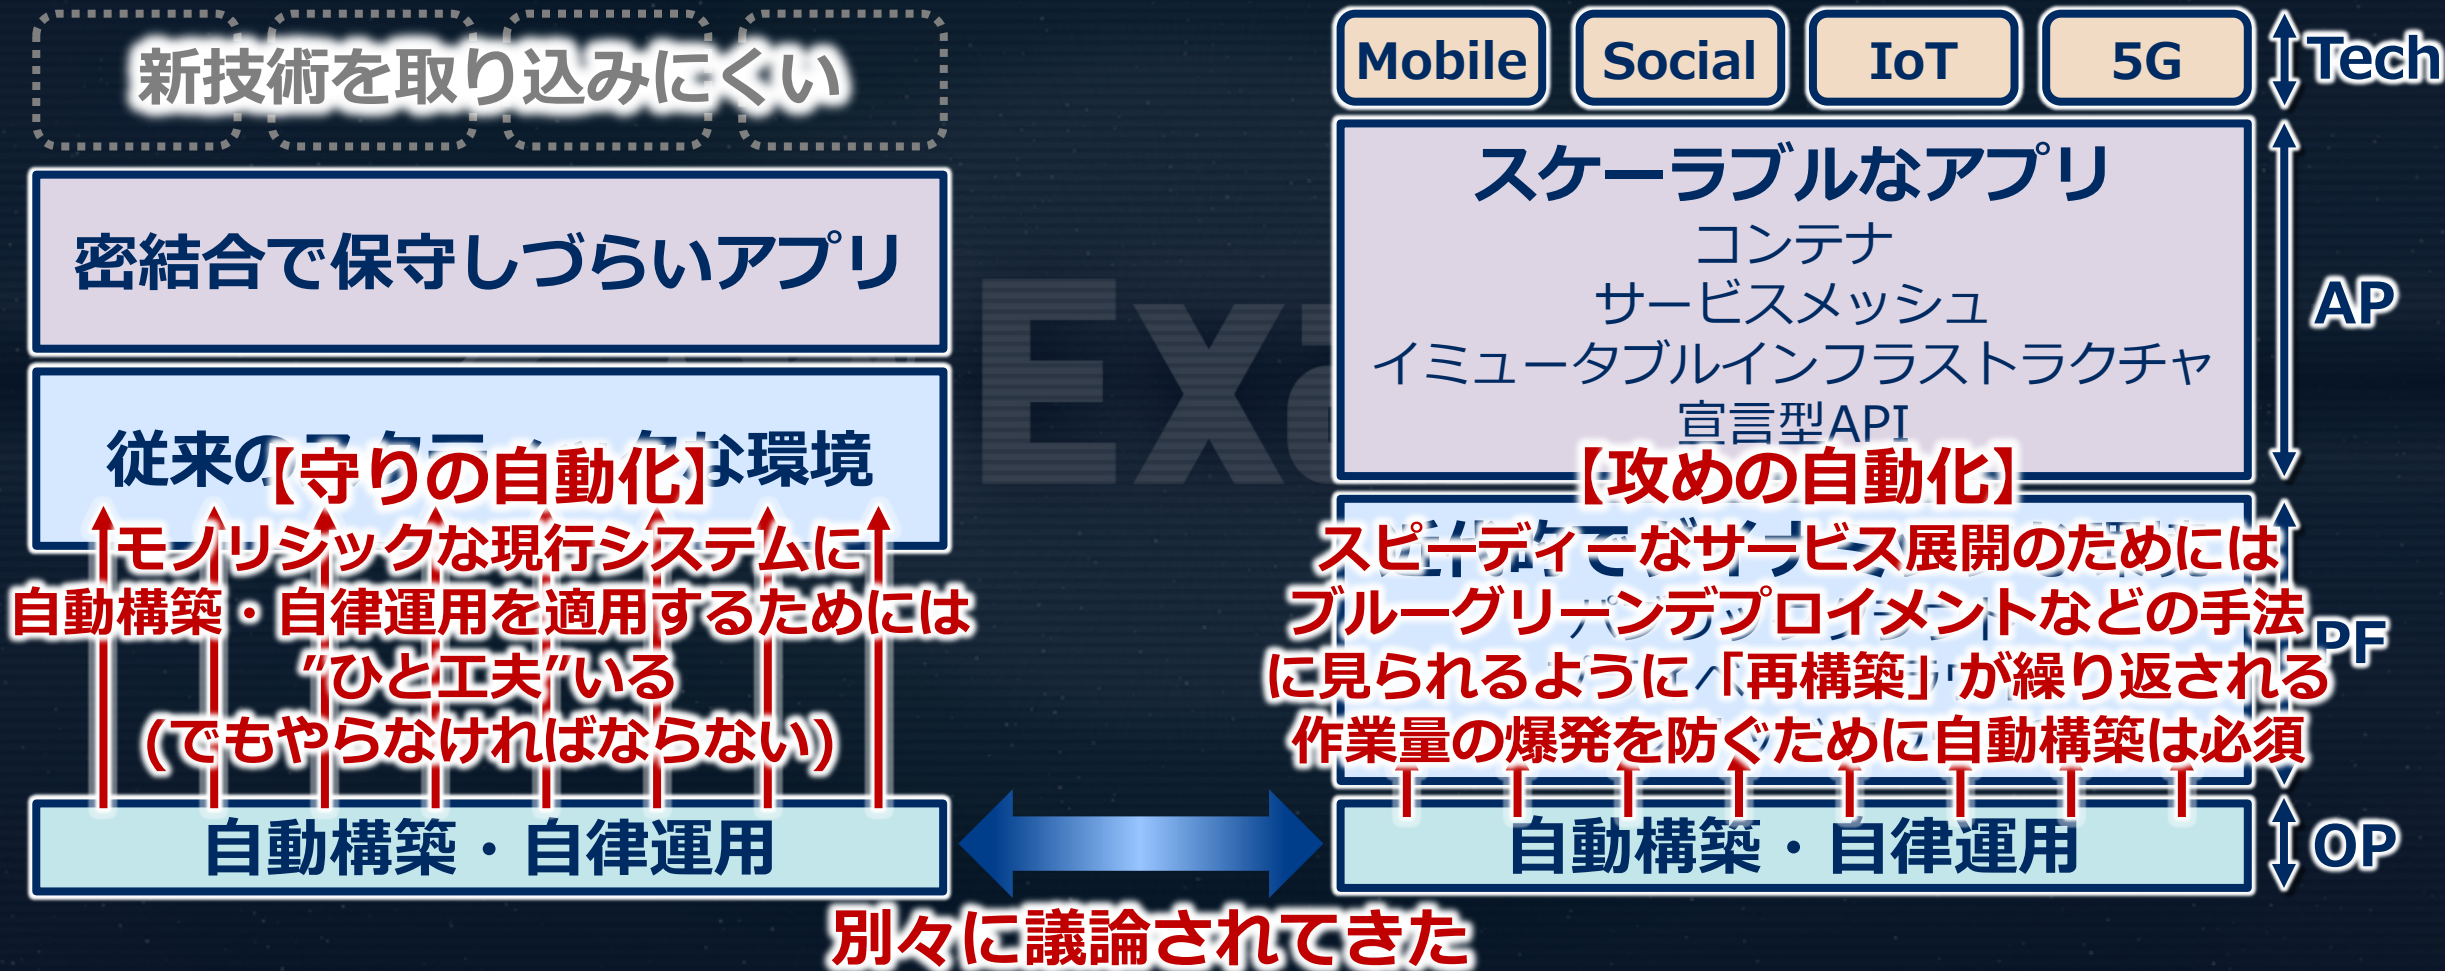 新技術を取り込みにくい
密結合で保守しづらいアプリ
従来の な環境
【守りの自動化】
モノリシックな現行システムに
自動構築・自律運用を適用するためには
”ひと工夫”いる
(でもやらなければならない)
自動構築・自律運用
Mobile
Social
IoT
5G
Tech
スケーラブルなアプリ
コンテナ
サービスメッシュ
イミュータブルインフラストラクチャ
宣言型API
AP
【攻めの自動化】
スピーディーなサービス展開のためには
ブルーグリーンデプロイメントなどの手法
に見られるように「再構築」が繰り返される
作業量の爆発を防ぐために自動構築は必須
PF
自動構築・自律運用
OP
別々に議論されてきた
Exa